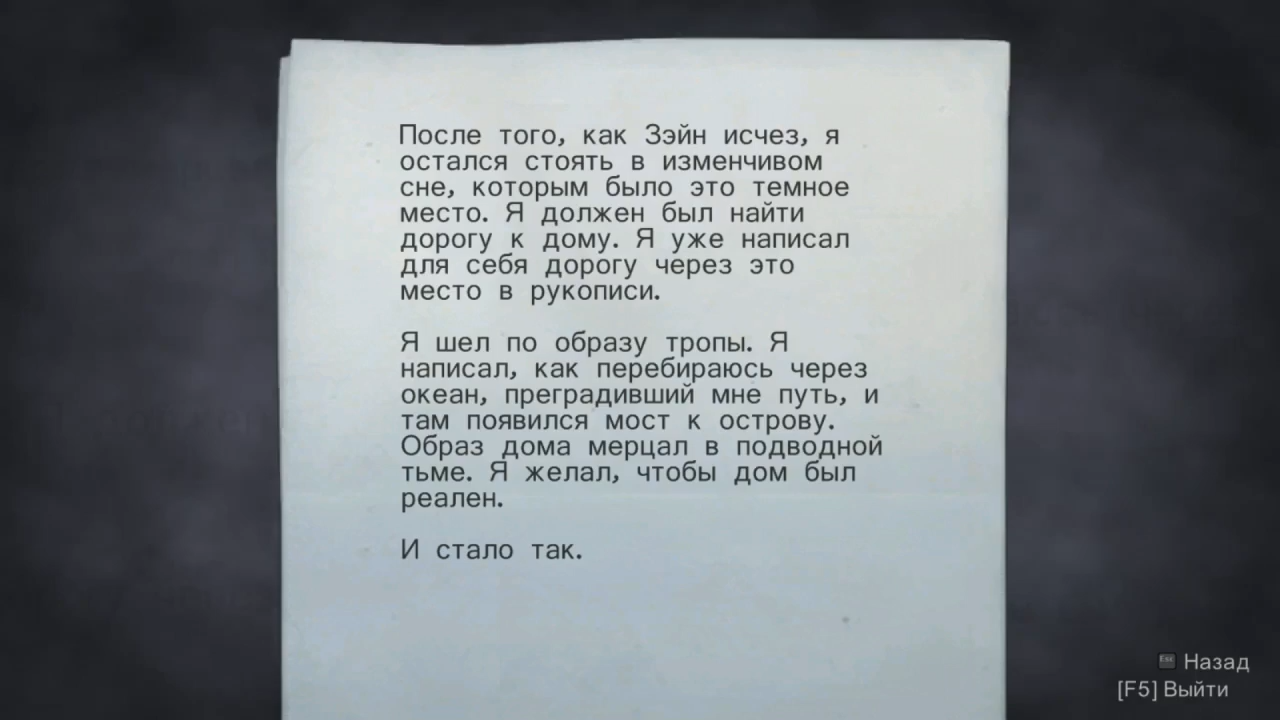 После того, как Зэйн исчез, я
остался стоять в изменчивом
сне, которым было это темное
место. Я должен был найти
дорогу к дому. Я уже написал
для себя дорогу через это
место в рукописи.
Я шел по образу тропы. Я
написал, как перебираюсь через
океан, преградивший мне путь, и
там появился мост к острову.
Образ дома мерцал в подводной
тьме. Я желал, чтобы дом был
реален.
И стало так.
Esc Назад
[F5] Выйти